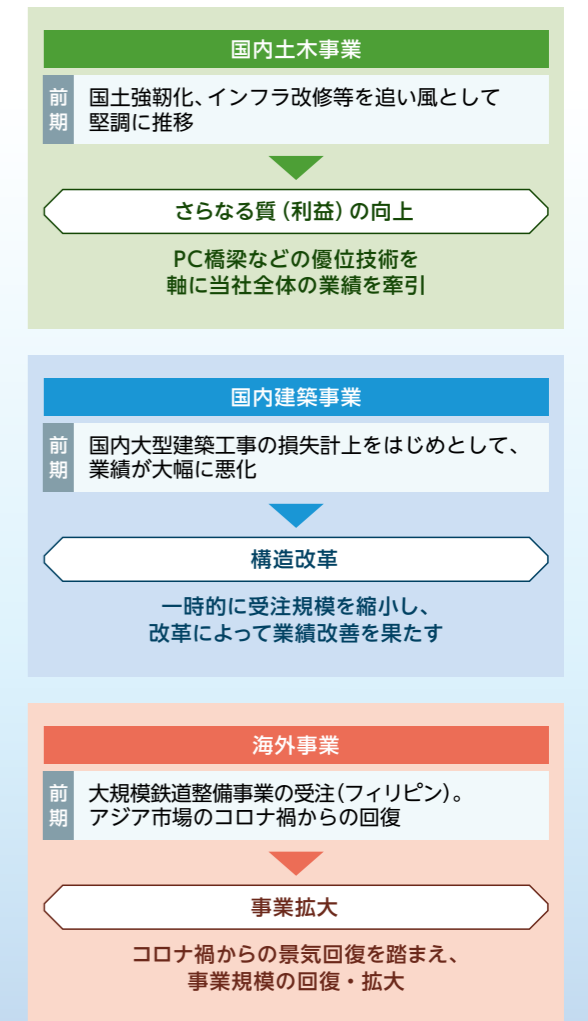 国内土木事業
前期
国土強靭化、インフラ改修等を追い風として
堅調に推移
さらなる質（利益）の向上
PC橋梁などの優位技術を
軸に当社全体の業績を牽引
国内建築事業
前期
国内大型建築工事の損失計上をはじめとして、
業績が大幅に悪化
構造改革
一時的に受注規模を縮小し、
改革によって業績改善を果たす
海外事業
前期
大規模鉄道整備事業の受注（フィリピン）。
アジア市場のコロナ禍からの回復
事業拡大
コロナ禍からの景気回復を踏まえ、
事業規模の回復・拡大